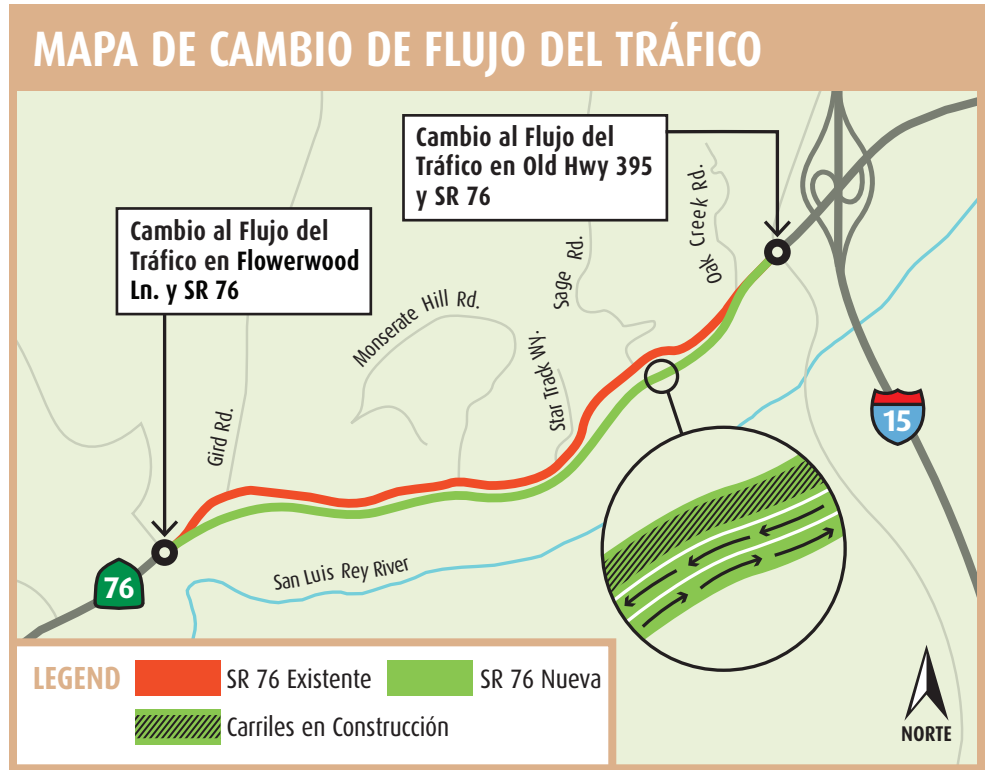 MAPA DE CAMBIO DE FLUJO DEL TRÁFICO
Cambio al Flujo del
Tráfico en Old Hwy 395
y SR 76
Cambio al Flujo del
Tráfico en Flowerwood
Ln. y SR 76
Oak Creek Rd.
Sage Rd.
Monserate Hill Rd.
Star Track Wy.
Gird Rd.
15
76
San Luis Rey River
LEGEND
SR 76 Existente
SR 76 Nueva
Carriles en Construcción
NORTE